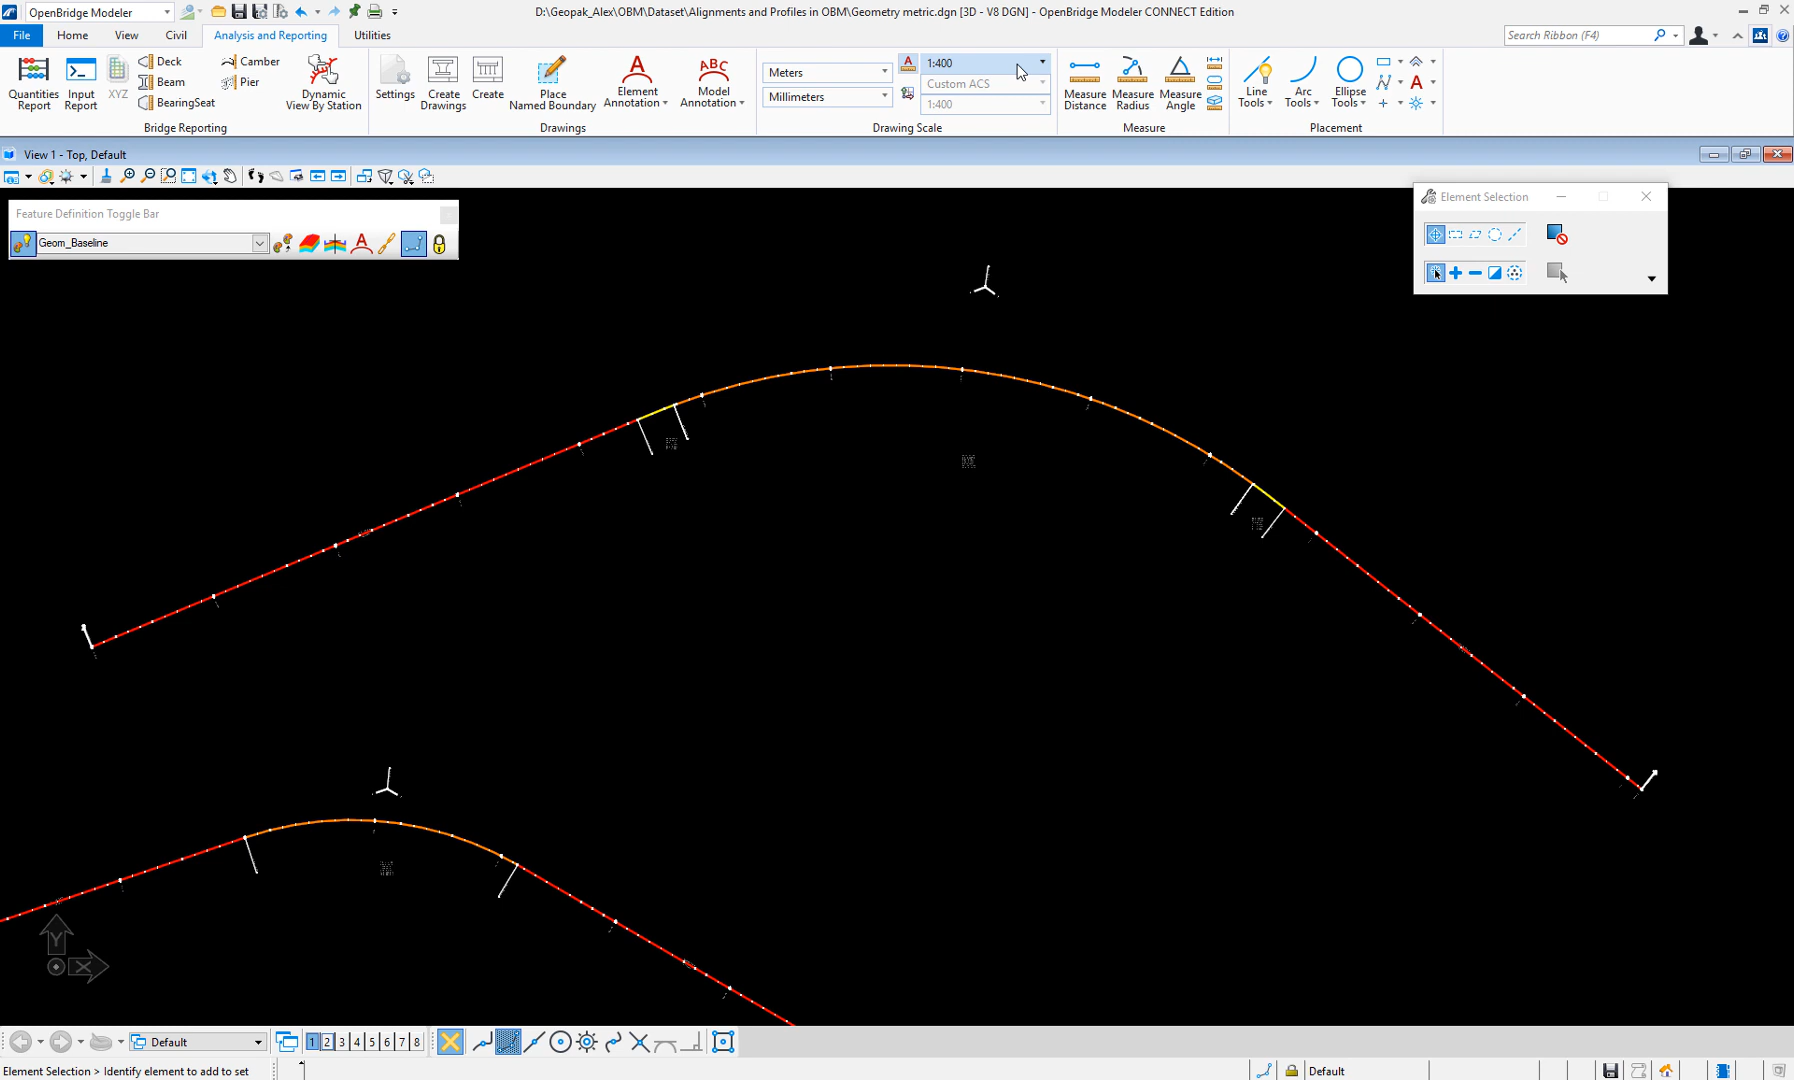 OpenBridge Modeler
D:\Geopak_Alex\OBM\Dataset\Alignments and Profiles in OBM\Geometry metric.dgn [3D - V8 DGN] - OpenBridge Modeler CONNECT Edition
File Home View Civil Analysis and Reporting Utilities
Search Ribbon (F4)
Quantities Report
Input Report
XYZ
Deck
Beam
BearingSeat
Camber
Pier
Dynamic View By Station
Bridge Reporting
Settings
Create Drawings
Create
Place Named Boundary
Element Annotation
Model Annotation
Drawings
Meters
Millimeters
1:400
Custom ACS
1:400
Drawing Scale
Measure Distance
Measure Radius
Measure Angle
Measure
Line Tools
Arc Tools
Ellipse Tools
Placement
View 1 - Top, Default
Feature Definition Toggle Bar
Geom_Baseline
Element Selection
Y
X
Default
1 2 3 4 5 6 7 8
Element Selection > Identify element to add to set
Default